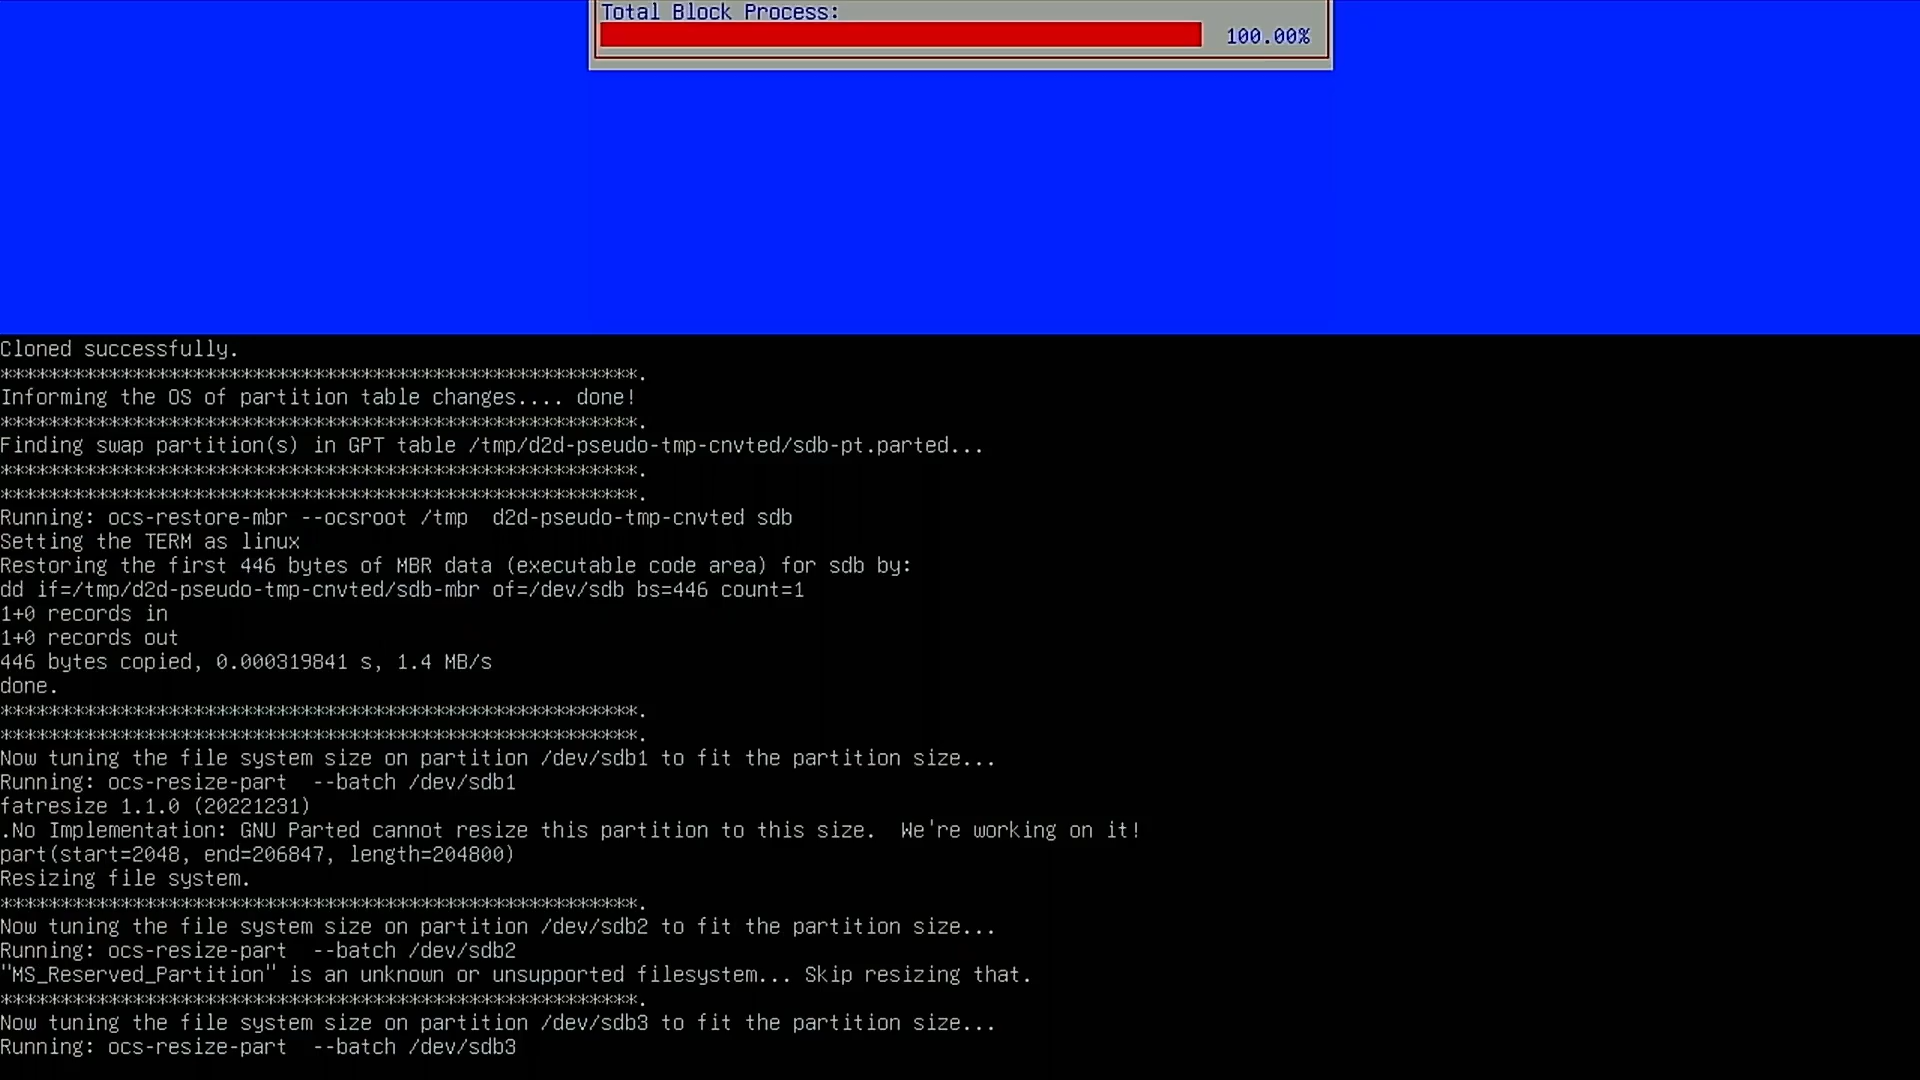 Total Block Process:
100.00%
Cloned successfully.
*****************************************************.
Informing the OS of partition table changes.... done!
*****************************************************.
Finding swap partition(s) in GPT table /tmp/d2d-pseudo-tmp-cnvted/sdb-pt.parted...
*****************************************************.
*****************************************************.
Running: ocs-restore-mbr --ocsroot /tmp  d2d-pseudo-tmp-cnvted sdb
Setting the TERM as linux
Restoring the first 446 bytes of MBR data (executable code area) for sdb by:
dd if=/tmp/d2d-pseudo-tmp-cnvted/sdb-mbr of=/dev/sdb bs=446 count=1
1+0 records in
1+0 records out
446 bytes copied, 0.000319841 s, 1.4 MB/s
done.
*****************************************************.
*****************************************************.
Now tuning the file system size on partition /dev/sdb1 to fit the partition size...
Running: ocs-resize-part  --batch /dev/sdb1
fatresize 1.1.0 (20221231)
.No Implementation: GNU Parted cannot resize this partition to this size.  We're working on it!
part(start=2048, end=206847, length=204800)
Resizing file system.
*****************************************************.
Now tuning the file system size on partition /dev/sdb2 to fit the partition size...
Running: ocs-resize-part  --batch /dev/sdb2
"MS_Reserved_Partition" is an unknown or unsupported filesystem... Skip resizing that.
*****************************************************.
Now tuning the file system size on partition /dev/sdb3 to fit the partition size...
Running: ocs-resize-part  --batch /dev/sdb3